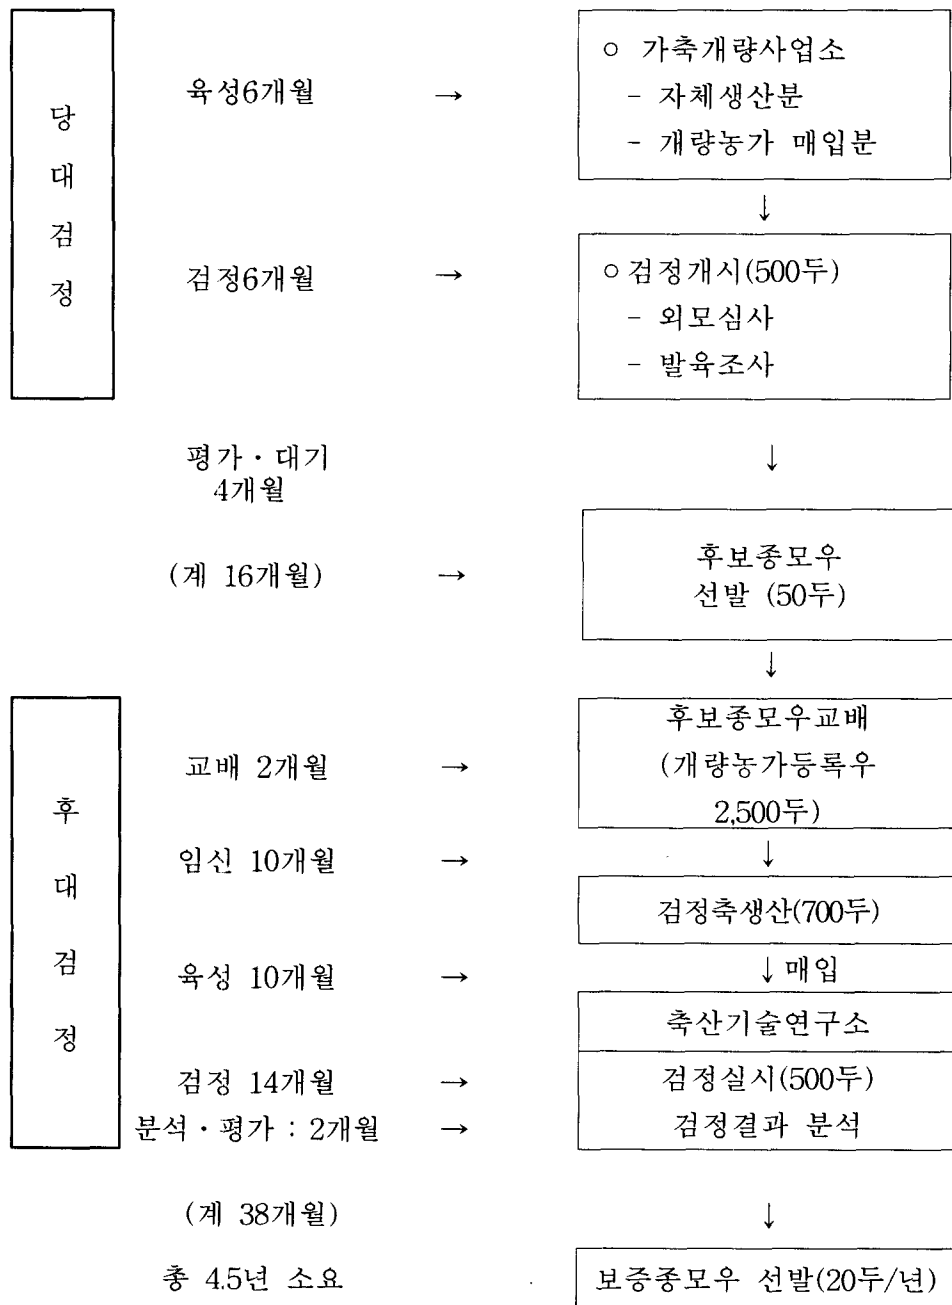 당대검정
육성6개월 →
○ 가축개량사업소
- 자체생산분
- 개량농가 매입분
↓
검정6개월 →
○검정개시(500두)
- 외모심사
- 발육조사
평가·대기
4개월
↓
(계 16개월) →
후보종모우
선발 (50두)
↓
후대검정
교배 2개월 →
후보종모우교배
(개량농가등록우
2,500두)
임신 10개월 →
↓
검정축생산(700두)
육성 10개월 →
↓매입
축산기술연구소
검정 14개월 →
검정실시(500두)
분석·평가 : 2개월 →
검정결과 분석
(계 38개월)
↓
총 4.5년 소요
보증종모우 선발(20두/년)